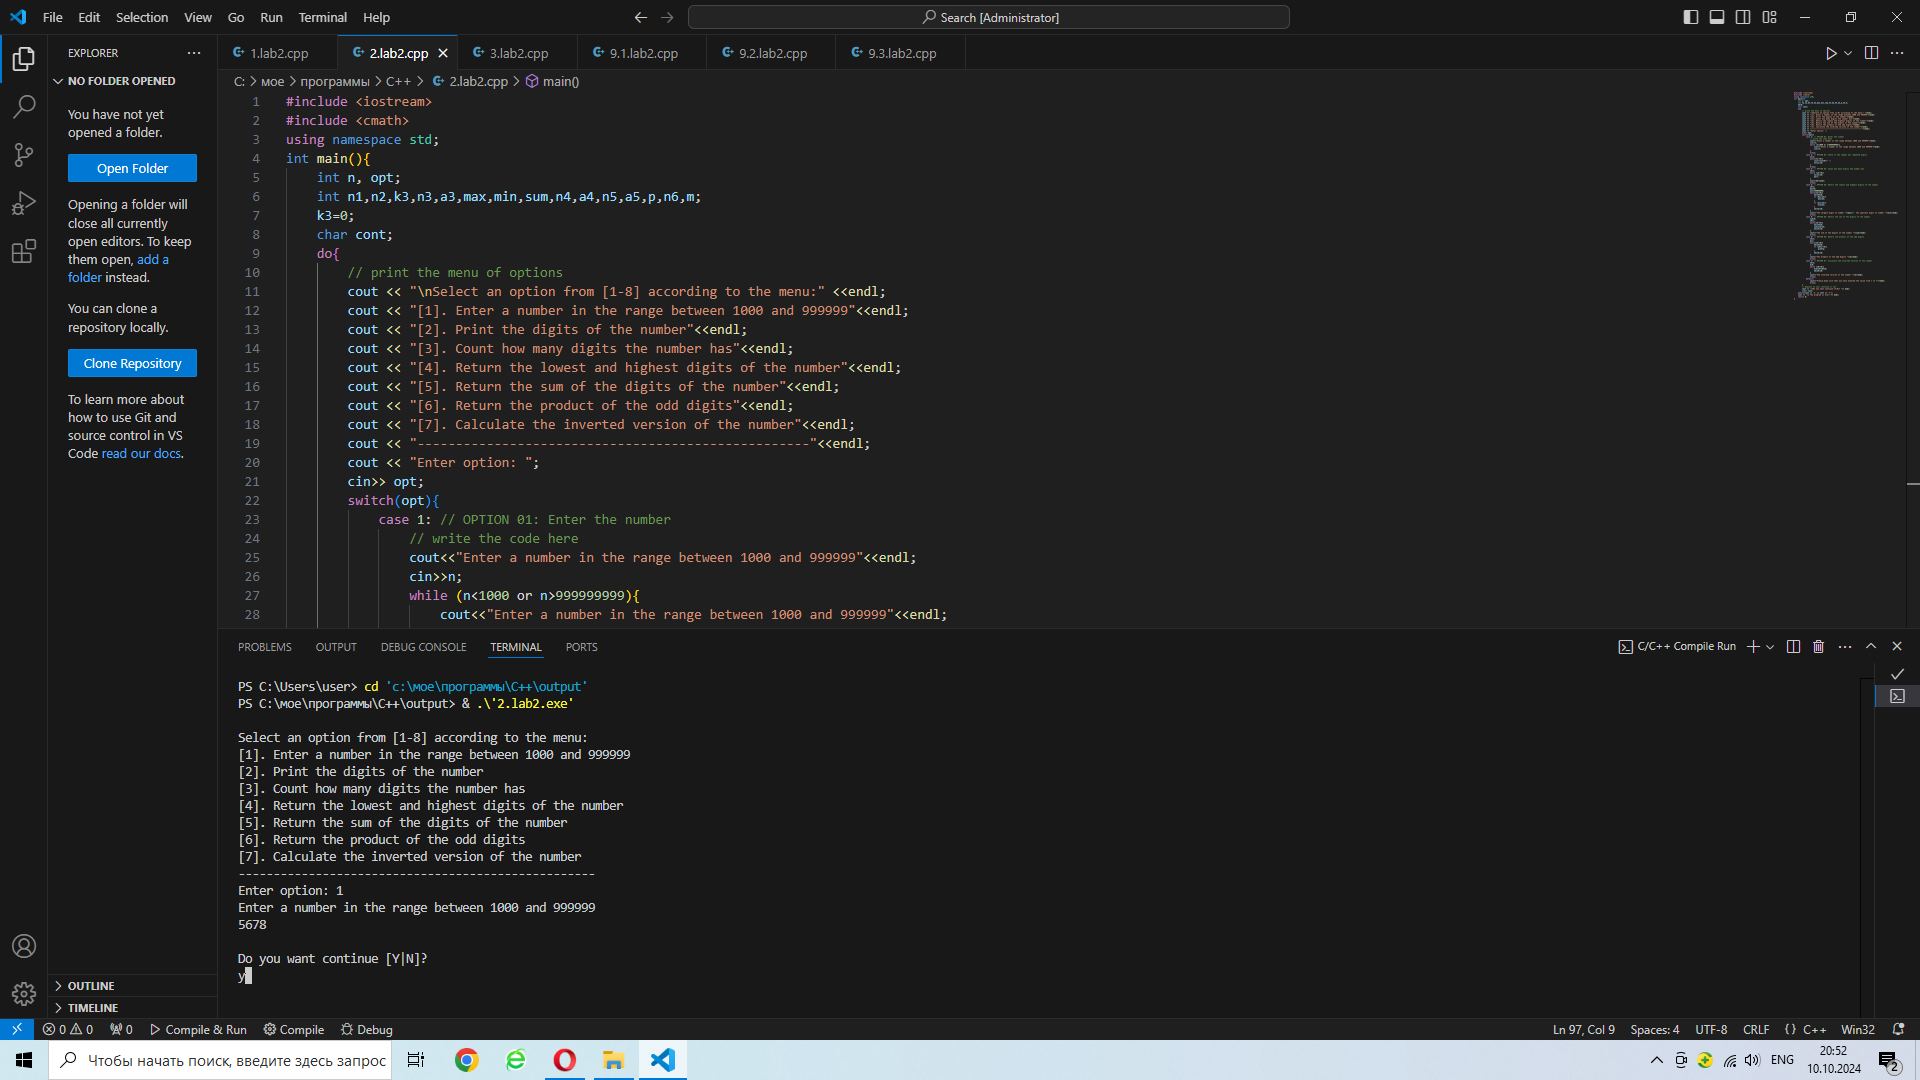 File Edit Selection View Go Run Terminal Help
Search [Administrator]
EXPLORER
NO FOLDER OPENED
You have not yet
opened a folder.
Open Folder
Opening a folder will
close all currently
open editors. To keep
them open, add a
folder instead.
You can clone a
repository locally.
Clone Repository
To learn more about
how to use Git and
source control in VS
Code read our docs.
OUTLINE
TIMELINE
1.lab2.cpp 2.lab2.cpp 3.lab2.cpp 9.1.lab2.cpp 9.2.lab2.cpp 9.3.lab2.cpp
C: > мое > программы > C++ > 2.lab2.cpp > main()
1 #include <iostream>
2 #include <cmath>
3 using namespace std;
4 int main(){
5 int n, opt;
6 int n1,n2,k3,n3,a3,max,min,sum,n4,a4,n5,a5,p,n6,m;
7 k3=0;
8 char cont;
9 do{
10 // print the menu of options
11 cout << "\nSelect an option from [1-8] according to the menu:" <<endl;
12 cout << "[1]. Enter a number in the range between 1000 and 999999"<<endl;
13 cout << "[2]. Print the digits of the number"<<endl;
14 cout << "[3]. Count how many digits the number has"<<endl;
15 cout << "[4]. Return the lowest and highest digits of the number"<<endl;
16 cout << "[5]. Return the sum of the digits of the number"<<endl;
17 cout << "[6]. Return the product of the odd digits"<<endl;
18 cout << "[7]. Calculate the inverted version of the number"<<endl;
19 cout << "---------------------------------------------------"<<endl;
20 cout << "Enter option: ";
21 cin>> opt;
22 switch(opt){
23 case 1: // OPTION 01: Enter the number
24 // write the code here
25 cout<<"Enter a number in the range between 1000 and 999999"<<endl;
26 cin>>n;
27 while (n<1000 or n>999999999){
28 cout<<"Enter a number in the range between 1000 and 999999"<<endl;
PROBLEMS OUTPUT DEBUG CONSOLE TERMINAL PORTS
C/C++ Compile Run
PS C:\Users\user> cd 'c:\мое\программы\C++\output'
PS C:\мое\программы\C++\output> & .\'2.lab2.exe'
Select an option from [1-8] according to the menu:
[1]. Enter a number in the range between 1000 and 999999
[2]. Print the digits of the number
[3]. Count how many digits the number has
[4]. Return the lowest and highest digits of the number
[5]. Return the sum of the digits of the number
[6]. Return the product of the odd digits
[7]. Calculate the inverted version of the number
---------------------------------------------------
Enter option: 1
Enter a number in the range between 1000 and 999999
5678
Do you want continue [Y|N]?
y
0 0 0 Compile & Run Compile Debug
Ln 97, Col 9 Spaces: 4 UTF-8 CRLF {} C++ Win32
Чтобы начать поиск, введите здесь запрос
ENG
20:52
10.10.2024
2